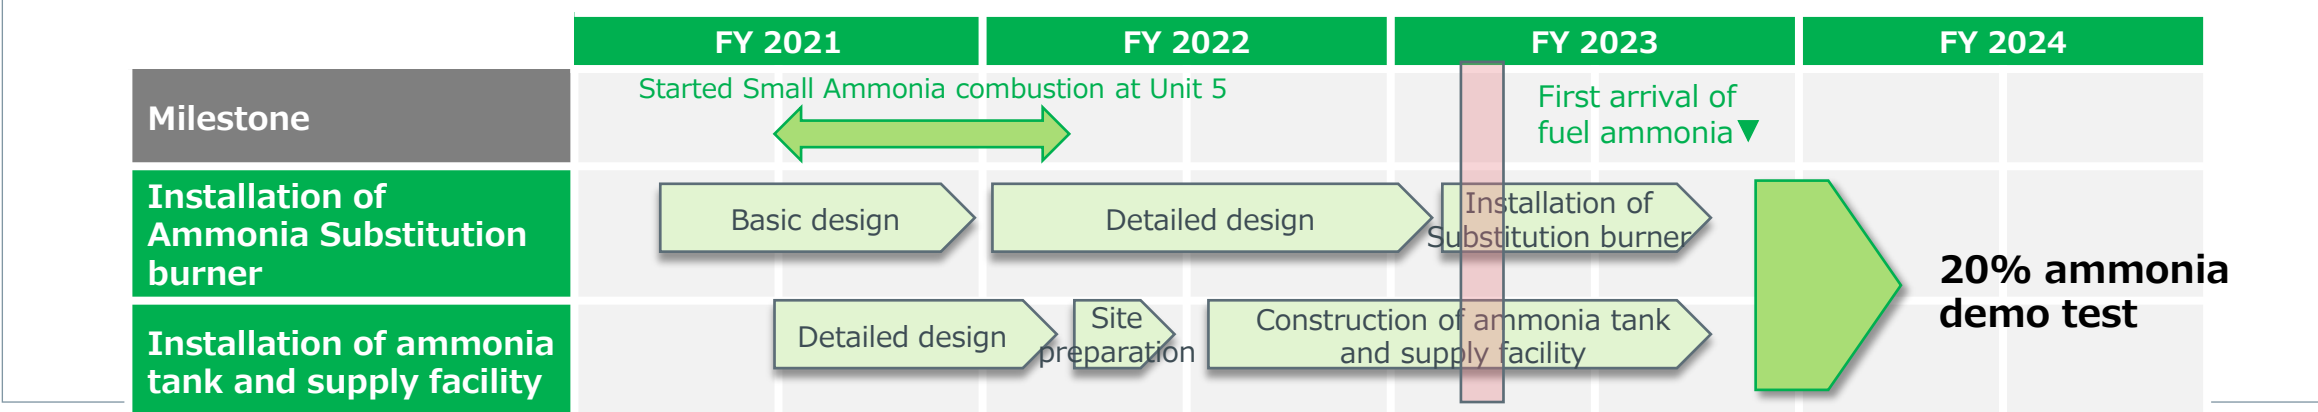 FY 2021
FY 2022
FY 2023
FY 2024
Milestone
Started Small Ammonia combustion at Unit 5
First arrival of
fuel ammonia▼
Installation of
Ammonia Substitution
burner
Basic design
Detailed design
Installation of
Substitution burner
20% ammonia
demo test
Installation of ammonia
tank and supply facility
Detailed design
Site
preparation
Construction of ammonia tank
and supply facility